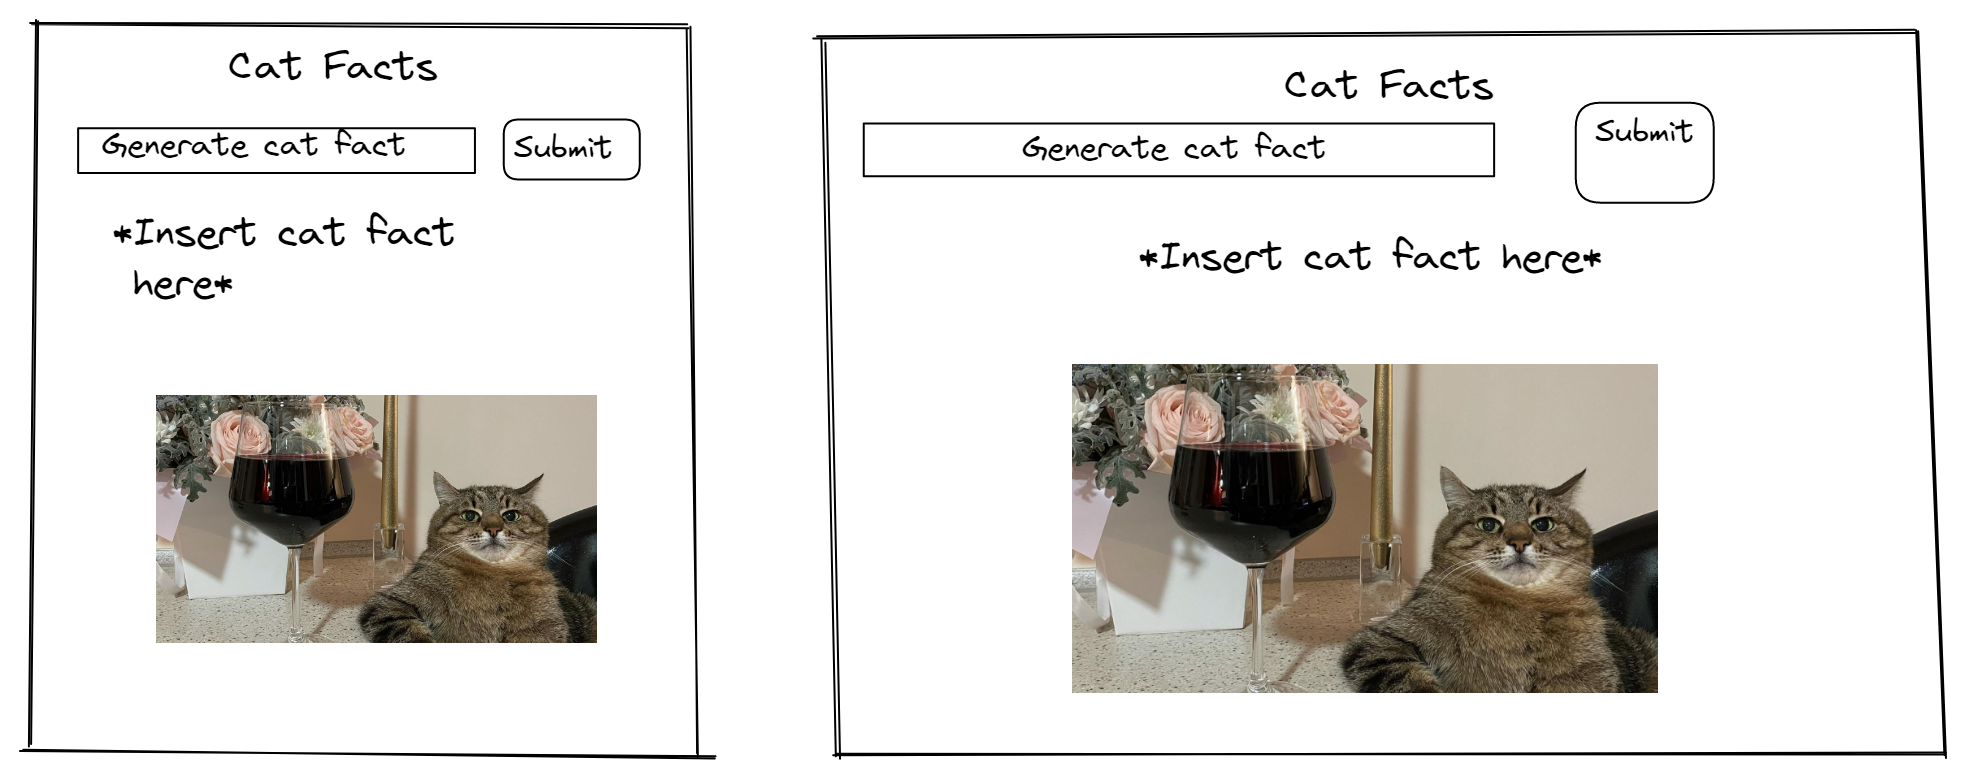 Cat Facts
Generate cat fact
Submit
*Insert cat fact
here*
Cat Facts
Generate cat fact
Submit
*Insert cat fact here*